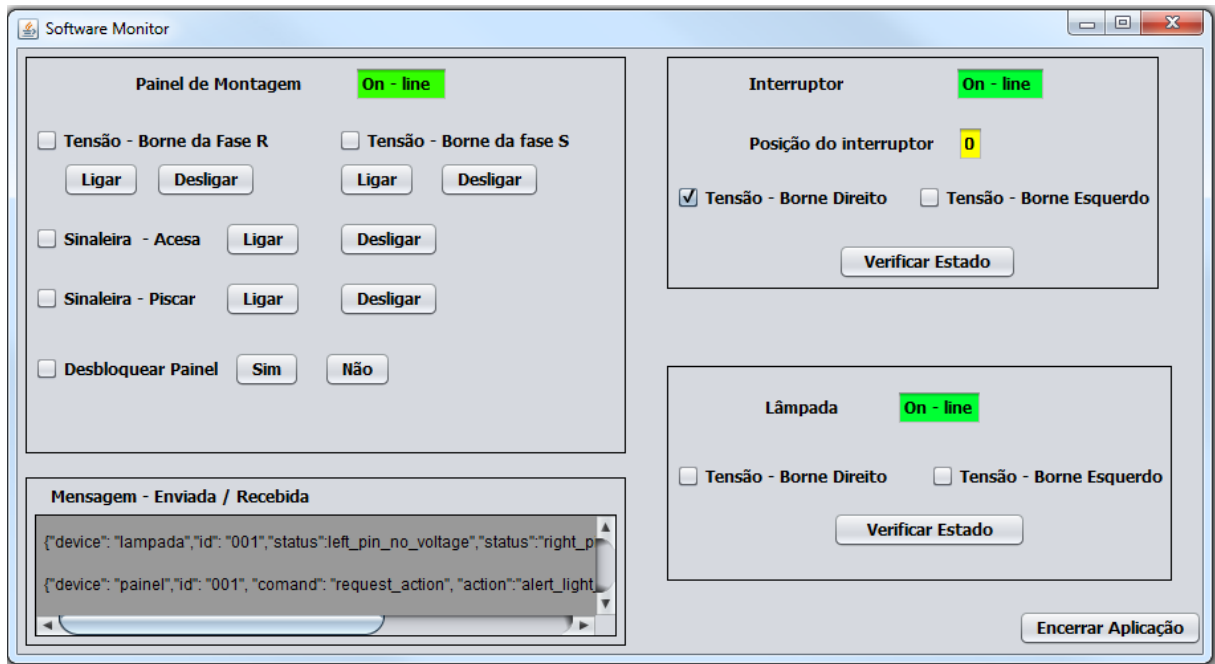 Software Monitor
Painel de Montagem On - line
Tensão - Borne da Fase R Tensão - Borne da fase S
Ligar Desligar Ligar Desligar
Sinaleira - Acesa Ligar Desligar
Sinaleira - Piscar Ligar Desligar
Desbloquear Painel Sim Não
Mensagem - Enviada / Recebida
{"device": "lampada","id": "001","status":left_pin_no_voltage","status":"right_p
{"device": "painel","id": "001", "comand": "request_action", "action":"alert_light_
Interruptor On - line
Posição do interruptor 0
Tensão - Borne Direito Tensão - Borne Esquerdo
Verificar Estado
Lâmpada On - line
Tensão - Borne Direito Tensão - Borne Esquerdo
Verificar Estado
Encerrar Aplicação